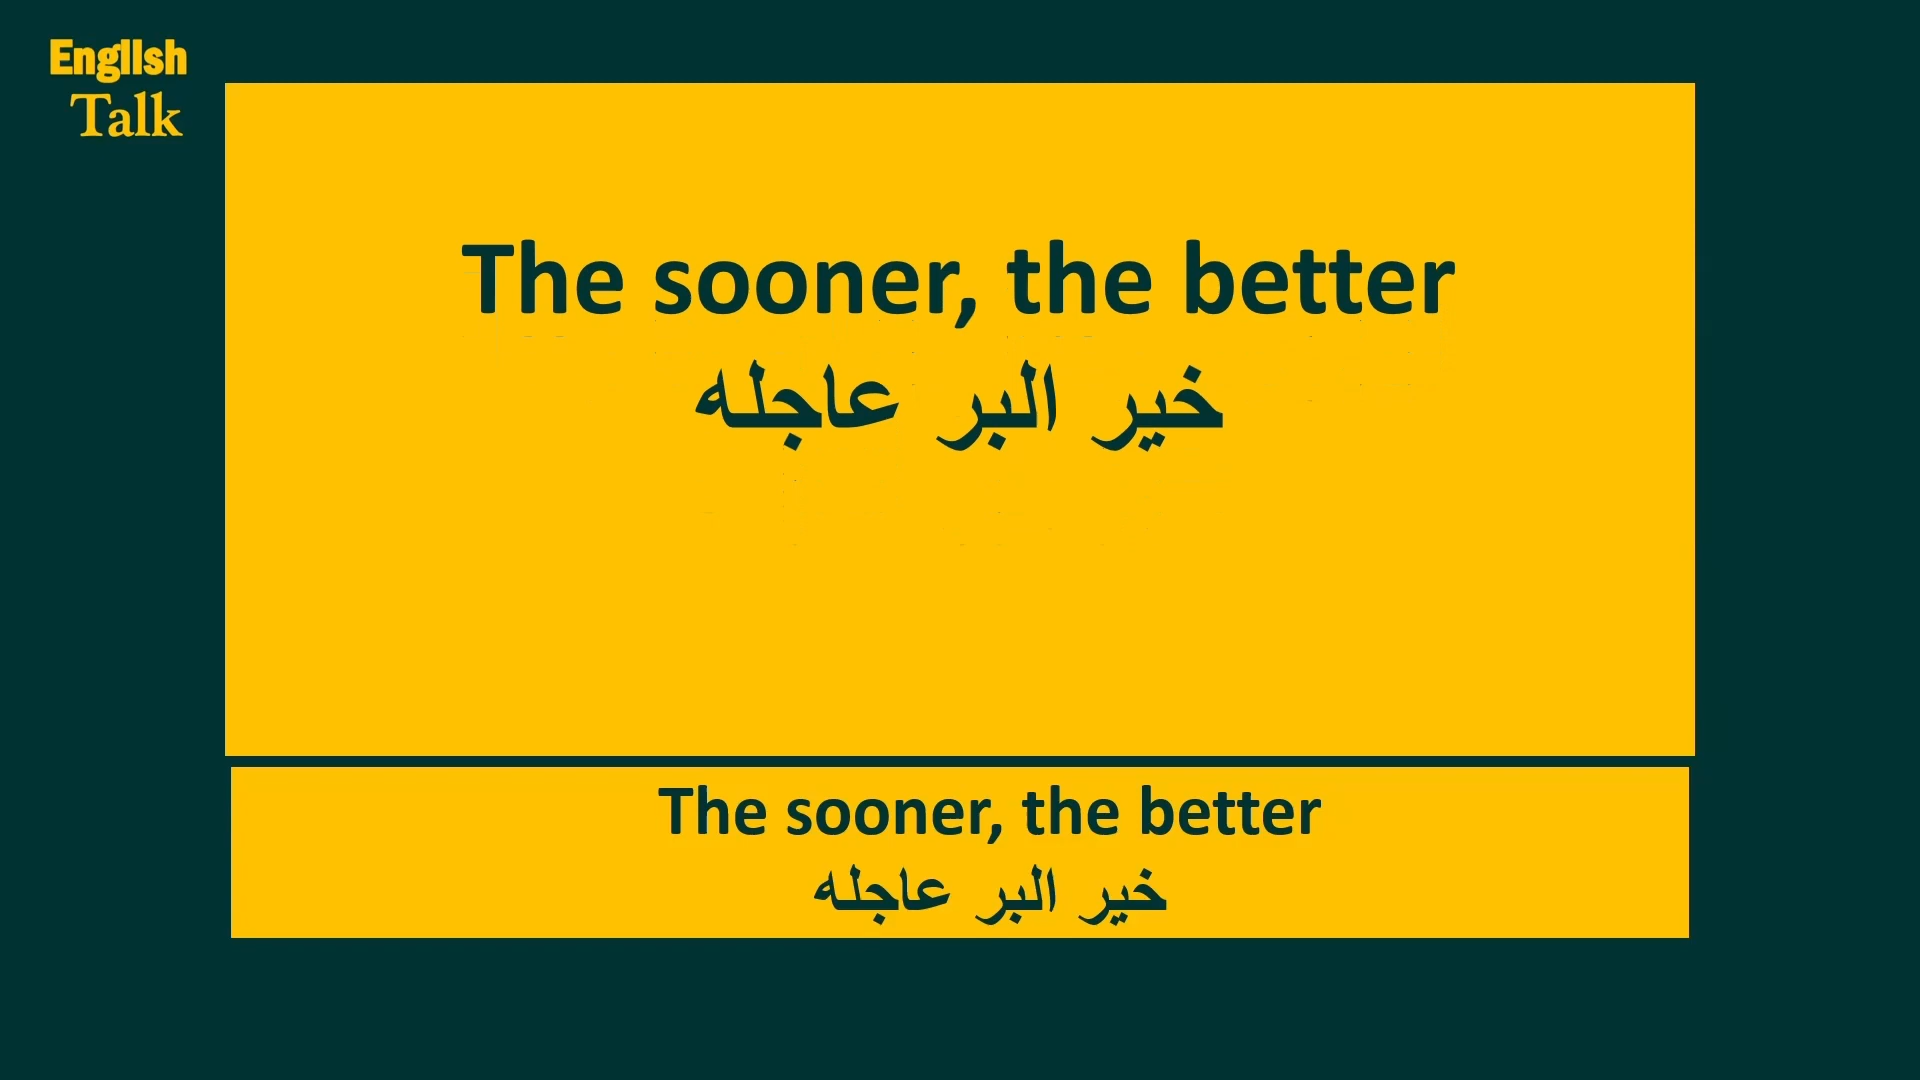 English
Talk
The sooner, the better
خير البر عاجله
The sooner, the better
خير البر عاجله